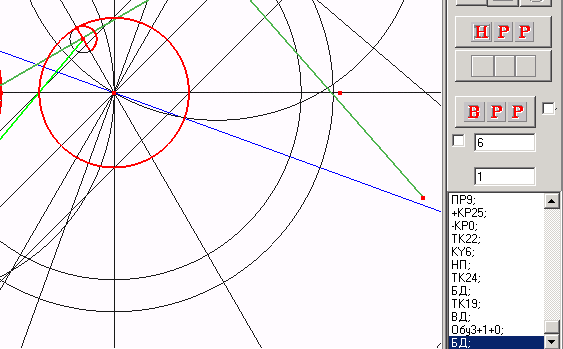 Н Р Р
В Р Р
6
1
ПР9;
+КР25;
-КР0;
ТК22;
КУ6;
НП;
ТК24;
БД;
ТК19;
ВД;
Обу3+1+0;
БД;